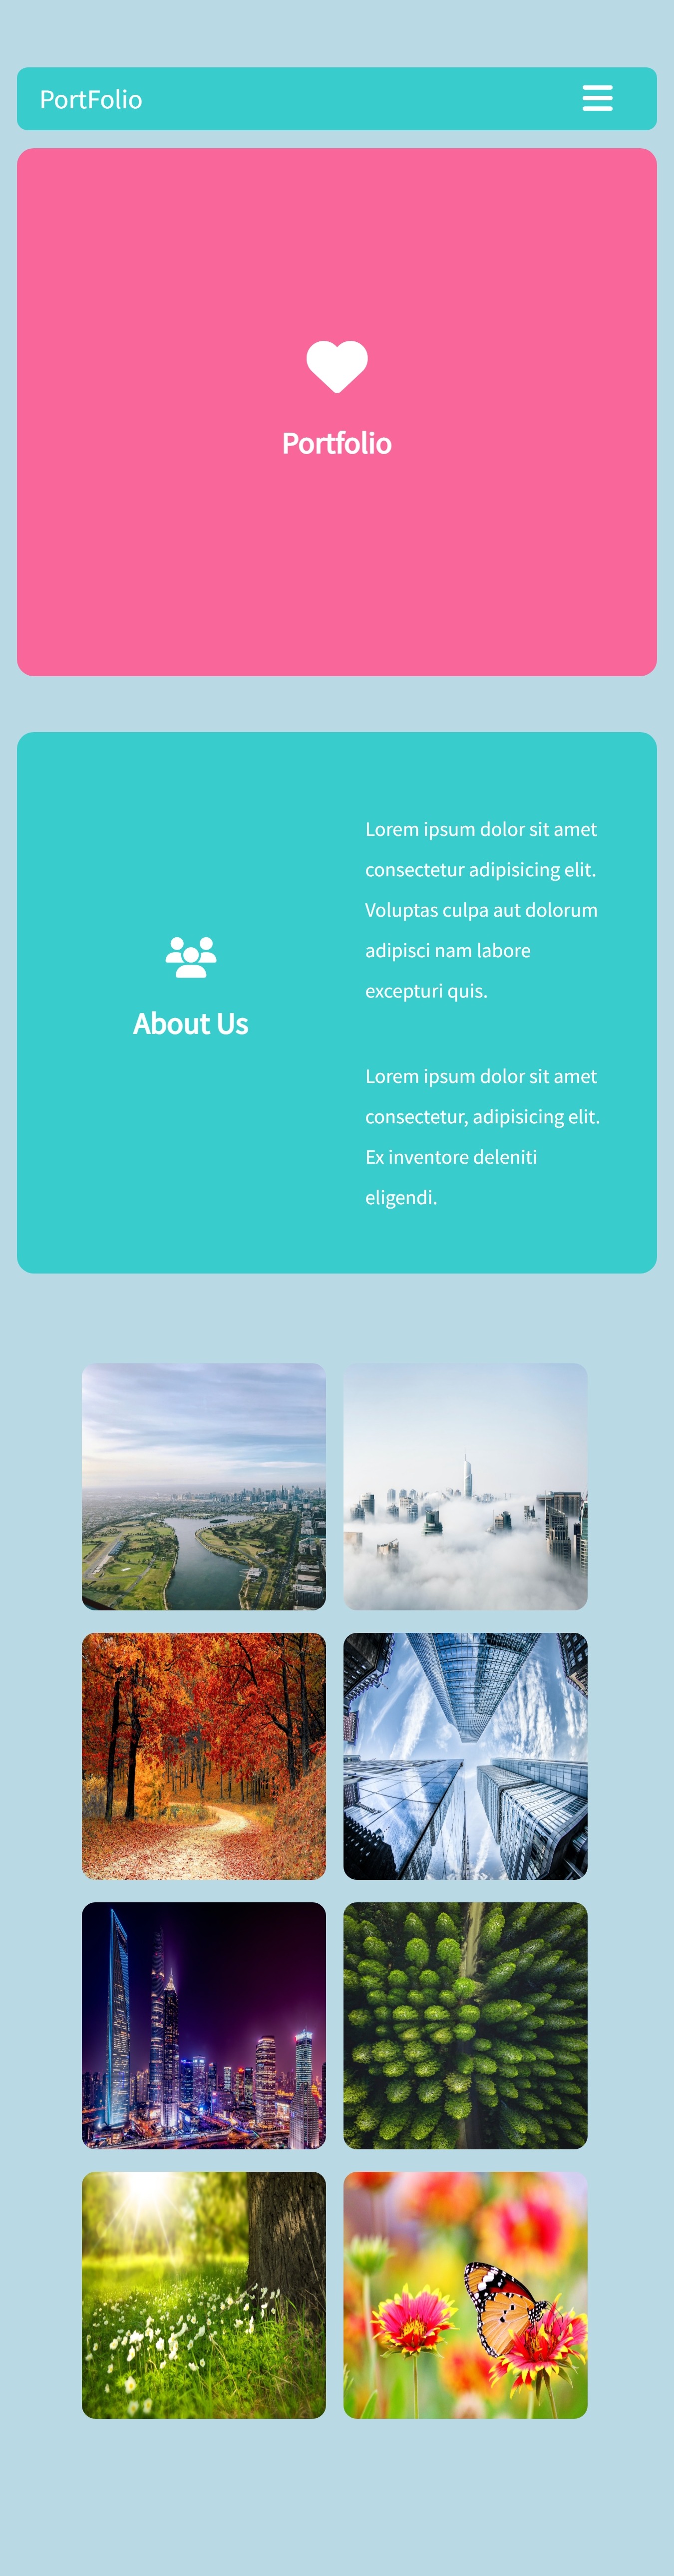 PortFolio
Portfolio
About Us
Lorem ipsum dolor sit amet
consectetur adipisicing elit.
Voluptas culpa aut dolorum
adipisci nam labore
excepturi quis.
Lorem ipsum dolor sit amet
consectetur, adipisicing elit.
Ex inventore deleniti
eligendi.